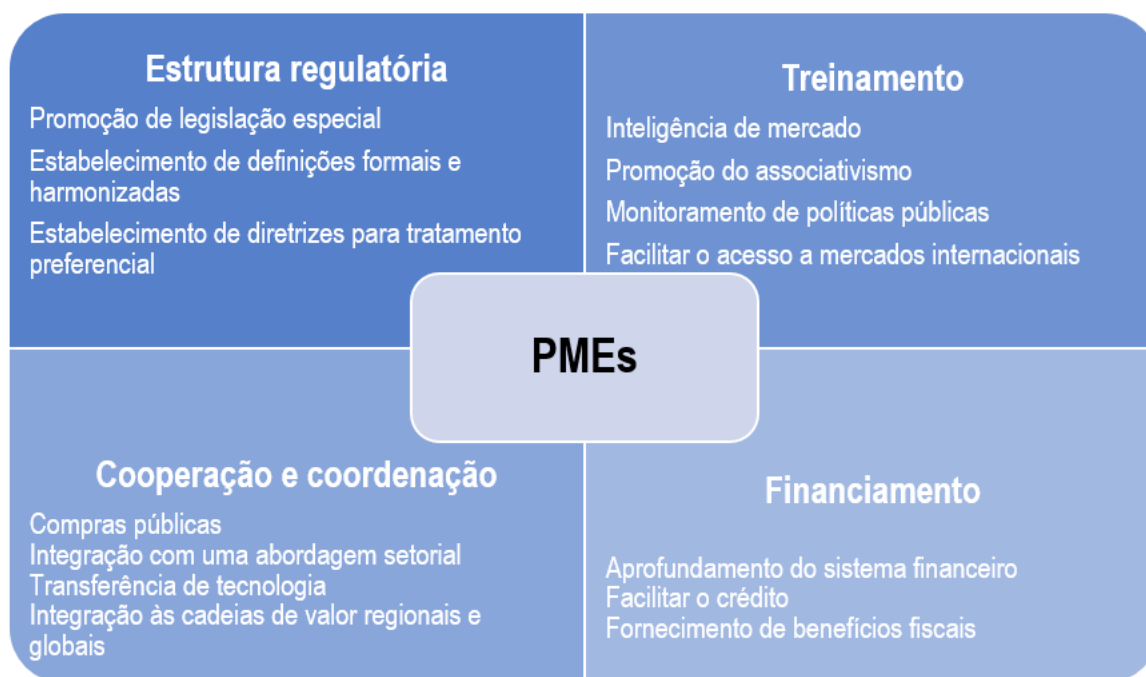 Estrutura regulatória
Promoção de legislação especial
Estabelecimento de definições formais e
harmonizadas
Estabelecimento de diretrizes para tratamento
preferencial
Treinamento
Inteligência de mercado
Promoção do associativismo
Monitoramento de políticas públicas
Facilitar o acesso a mercados internacionais
PMEs
Cooperação e coordenação
Compras públicas
Integração com uma abordagem setorial
Transferência de tecnologia
Integração às cadeias de valor regionais e
globais
Financiamento
Aprofundamento do sistema financeiro
Facilitar o crédito
Fornecimento de benefícios fiscais